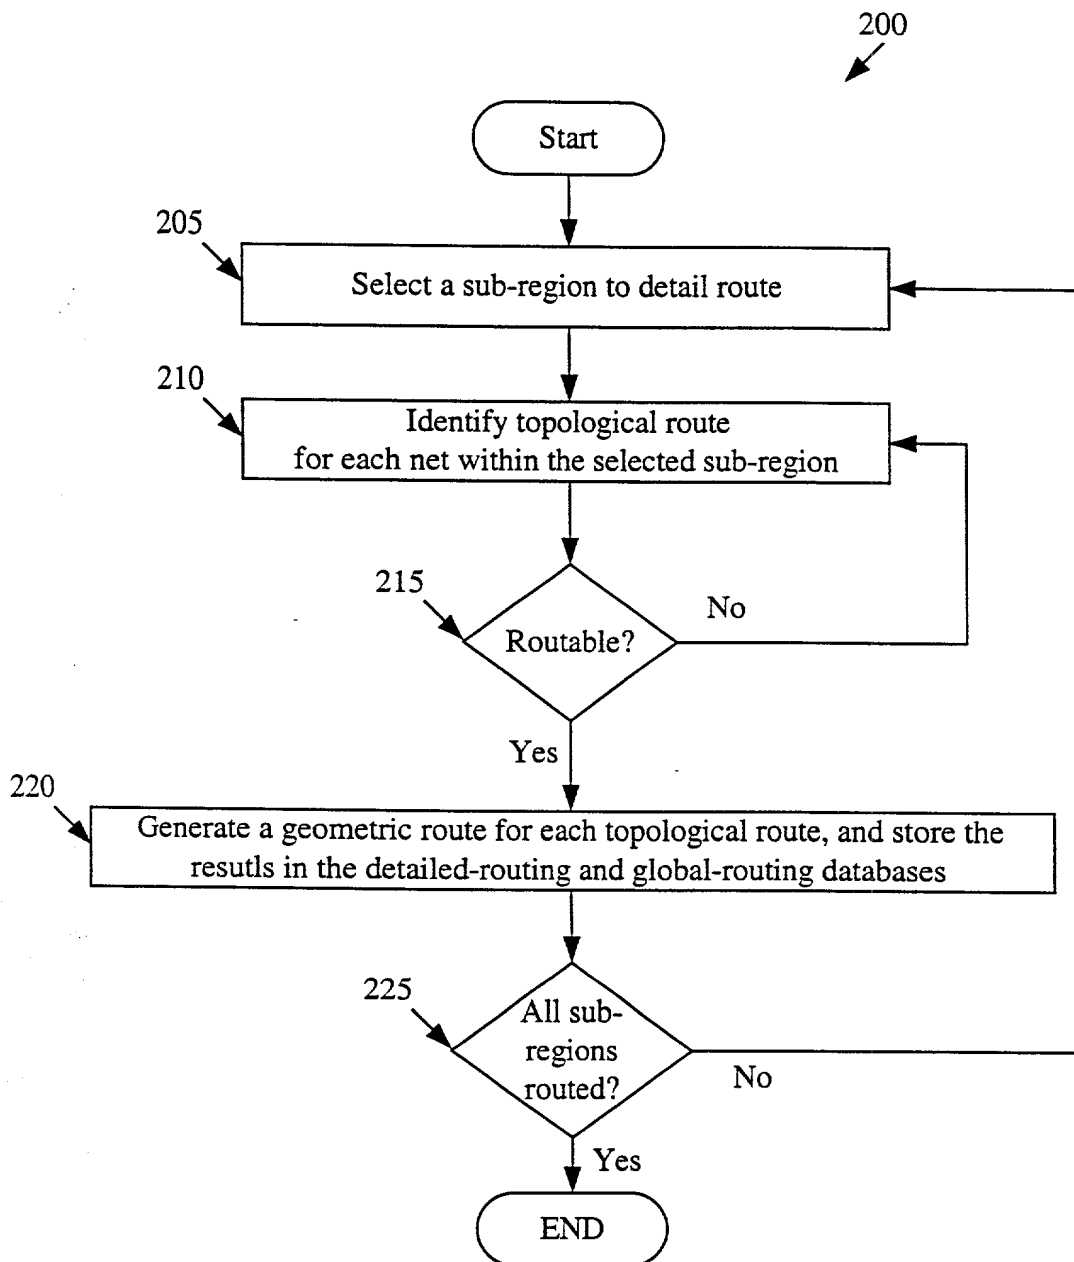 200
Start
205
Select a sub-region to detail route
210
Identify topological route
for each net within the selected sub-region
215
Routable?
No
Yes
220
Generate a geometric route for each topological route, and store the
resutls in the detailed-routing and global-routing databases
225
All sub-
regions
routed?
No
Yes
END